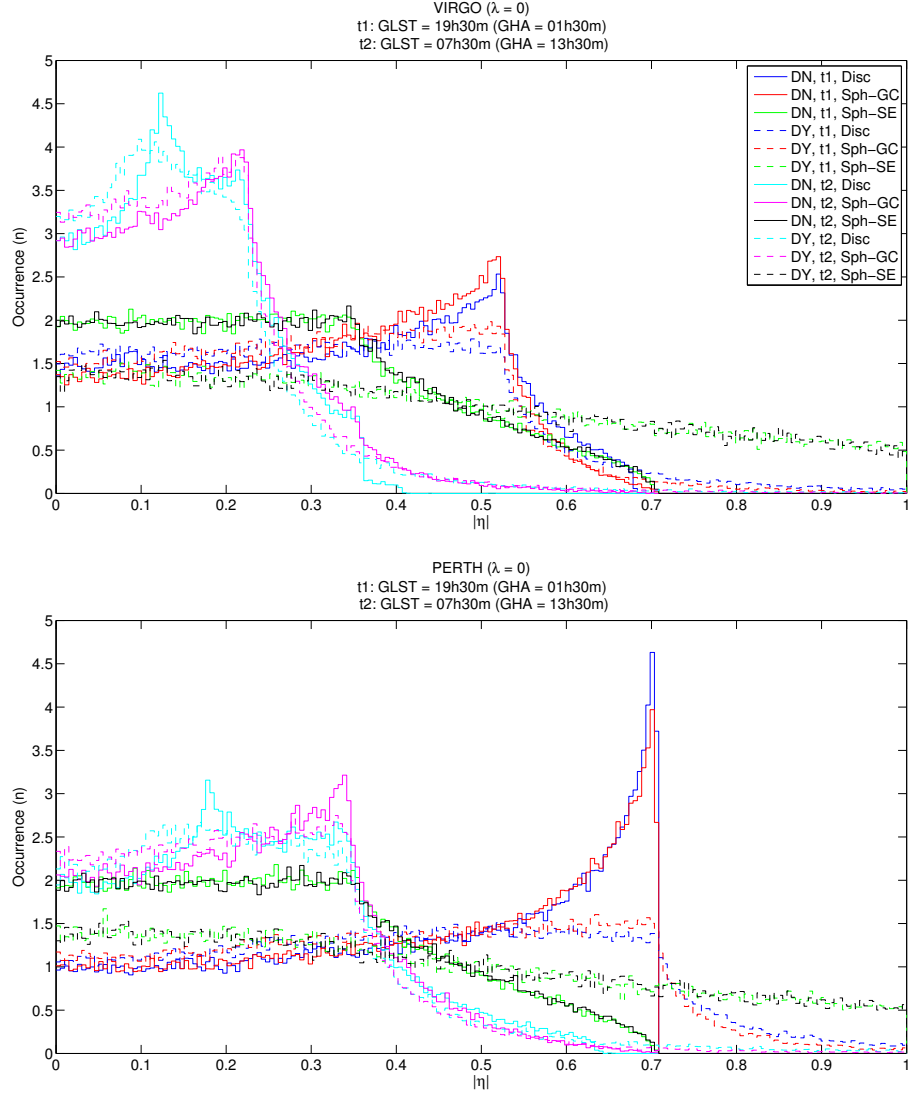 VIRGO (λ = 0)
t1: GLST = 19h30m (GHA = 01h30m)
t2: GLST = 07h30m (GHA = 13h30m)
5
4.5
4
3.5
3
2.5
2
1.5
1
0.5
0
Occurrence (n)
DN, t1, Disc
DN, t1, Sph−GC
DN, t1, Sph−SE
DY, t1, Disc
DY, t1, Sph−GC
DY, t1, Sph−SE
DN, t2, Disc
DN, t2, Sph−GC
DN, t2, Sph−SE
DY, t2, Disc
DY, t2, Sph−GC
DY, t2, Sph−SE
0 0.1 0.2 0.3 0.4 0.5 0.6 0.7 0.8 0.9 1
|η|
PERTH (λ = 0)
t1: GLST = 19h30m (GHA = 01h30m)
t2: GLST = 07h30m (GHA = 13h30m)
5
4.5
4
3.5
3
2.5
2
1.5
1
0.5
0
Occurrence (n)
0 0.1 0.2 0.3 0.4 0.5 0.6 0.7 0.8 0.9 1
|η|